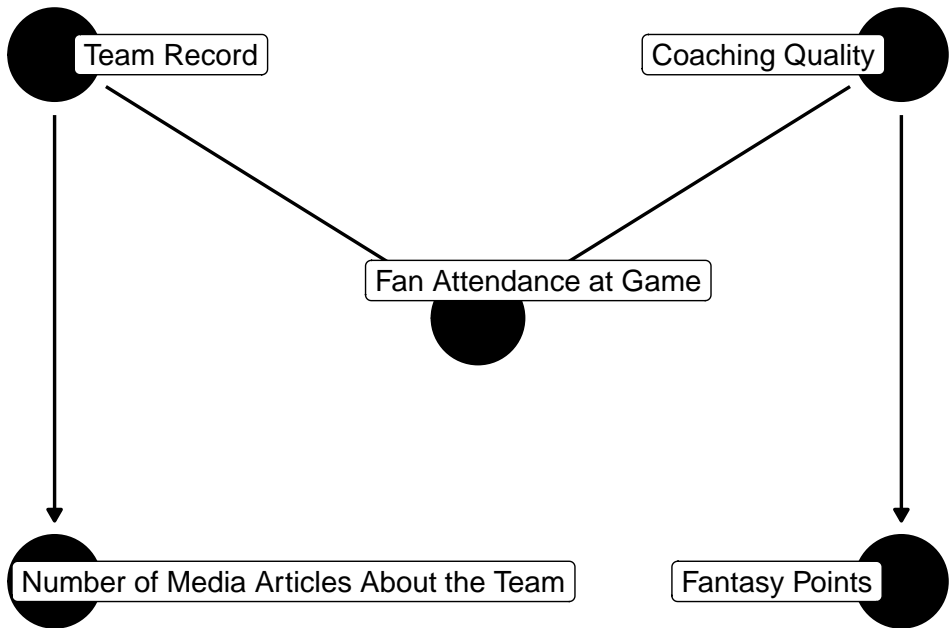 Team Record
Coaching Quality
Fan Attendance at Game
Number of Media Articles About the Team
Fantasy Points